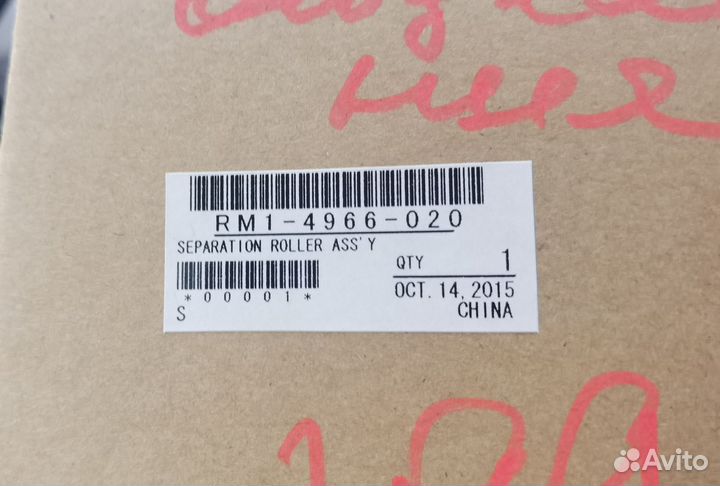 RM1-4966-020
SEPARATION ROLLER ASS'Y
QTY 1
*00001*
OCT. 14, 2015
S
CHINA
Avito